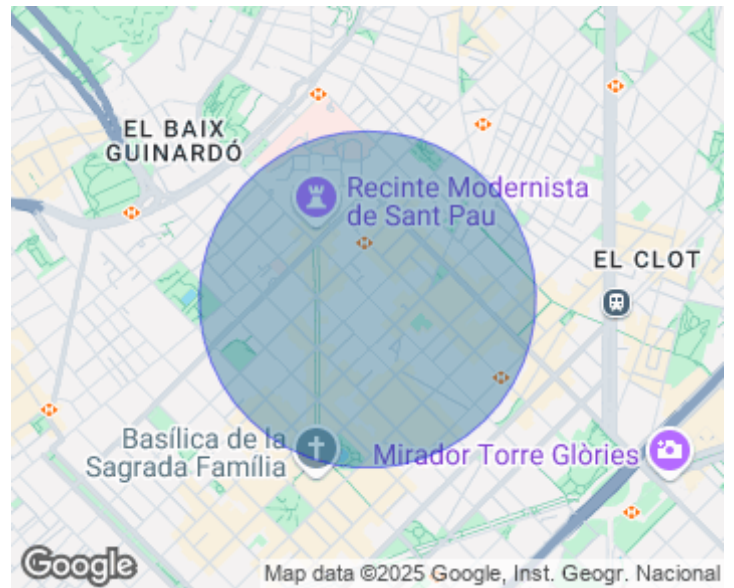 EL BAIX
GUINARDÓ
Recinte Modernista
de Sant Pau
EL CLOT
Basílica de la
Sagrada Família
Mirador Torre Glòries
Google
Map data ©2025 Google, Inst. Geogr. Nacional